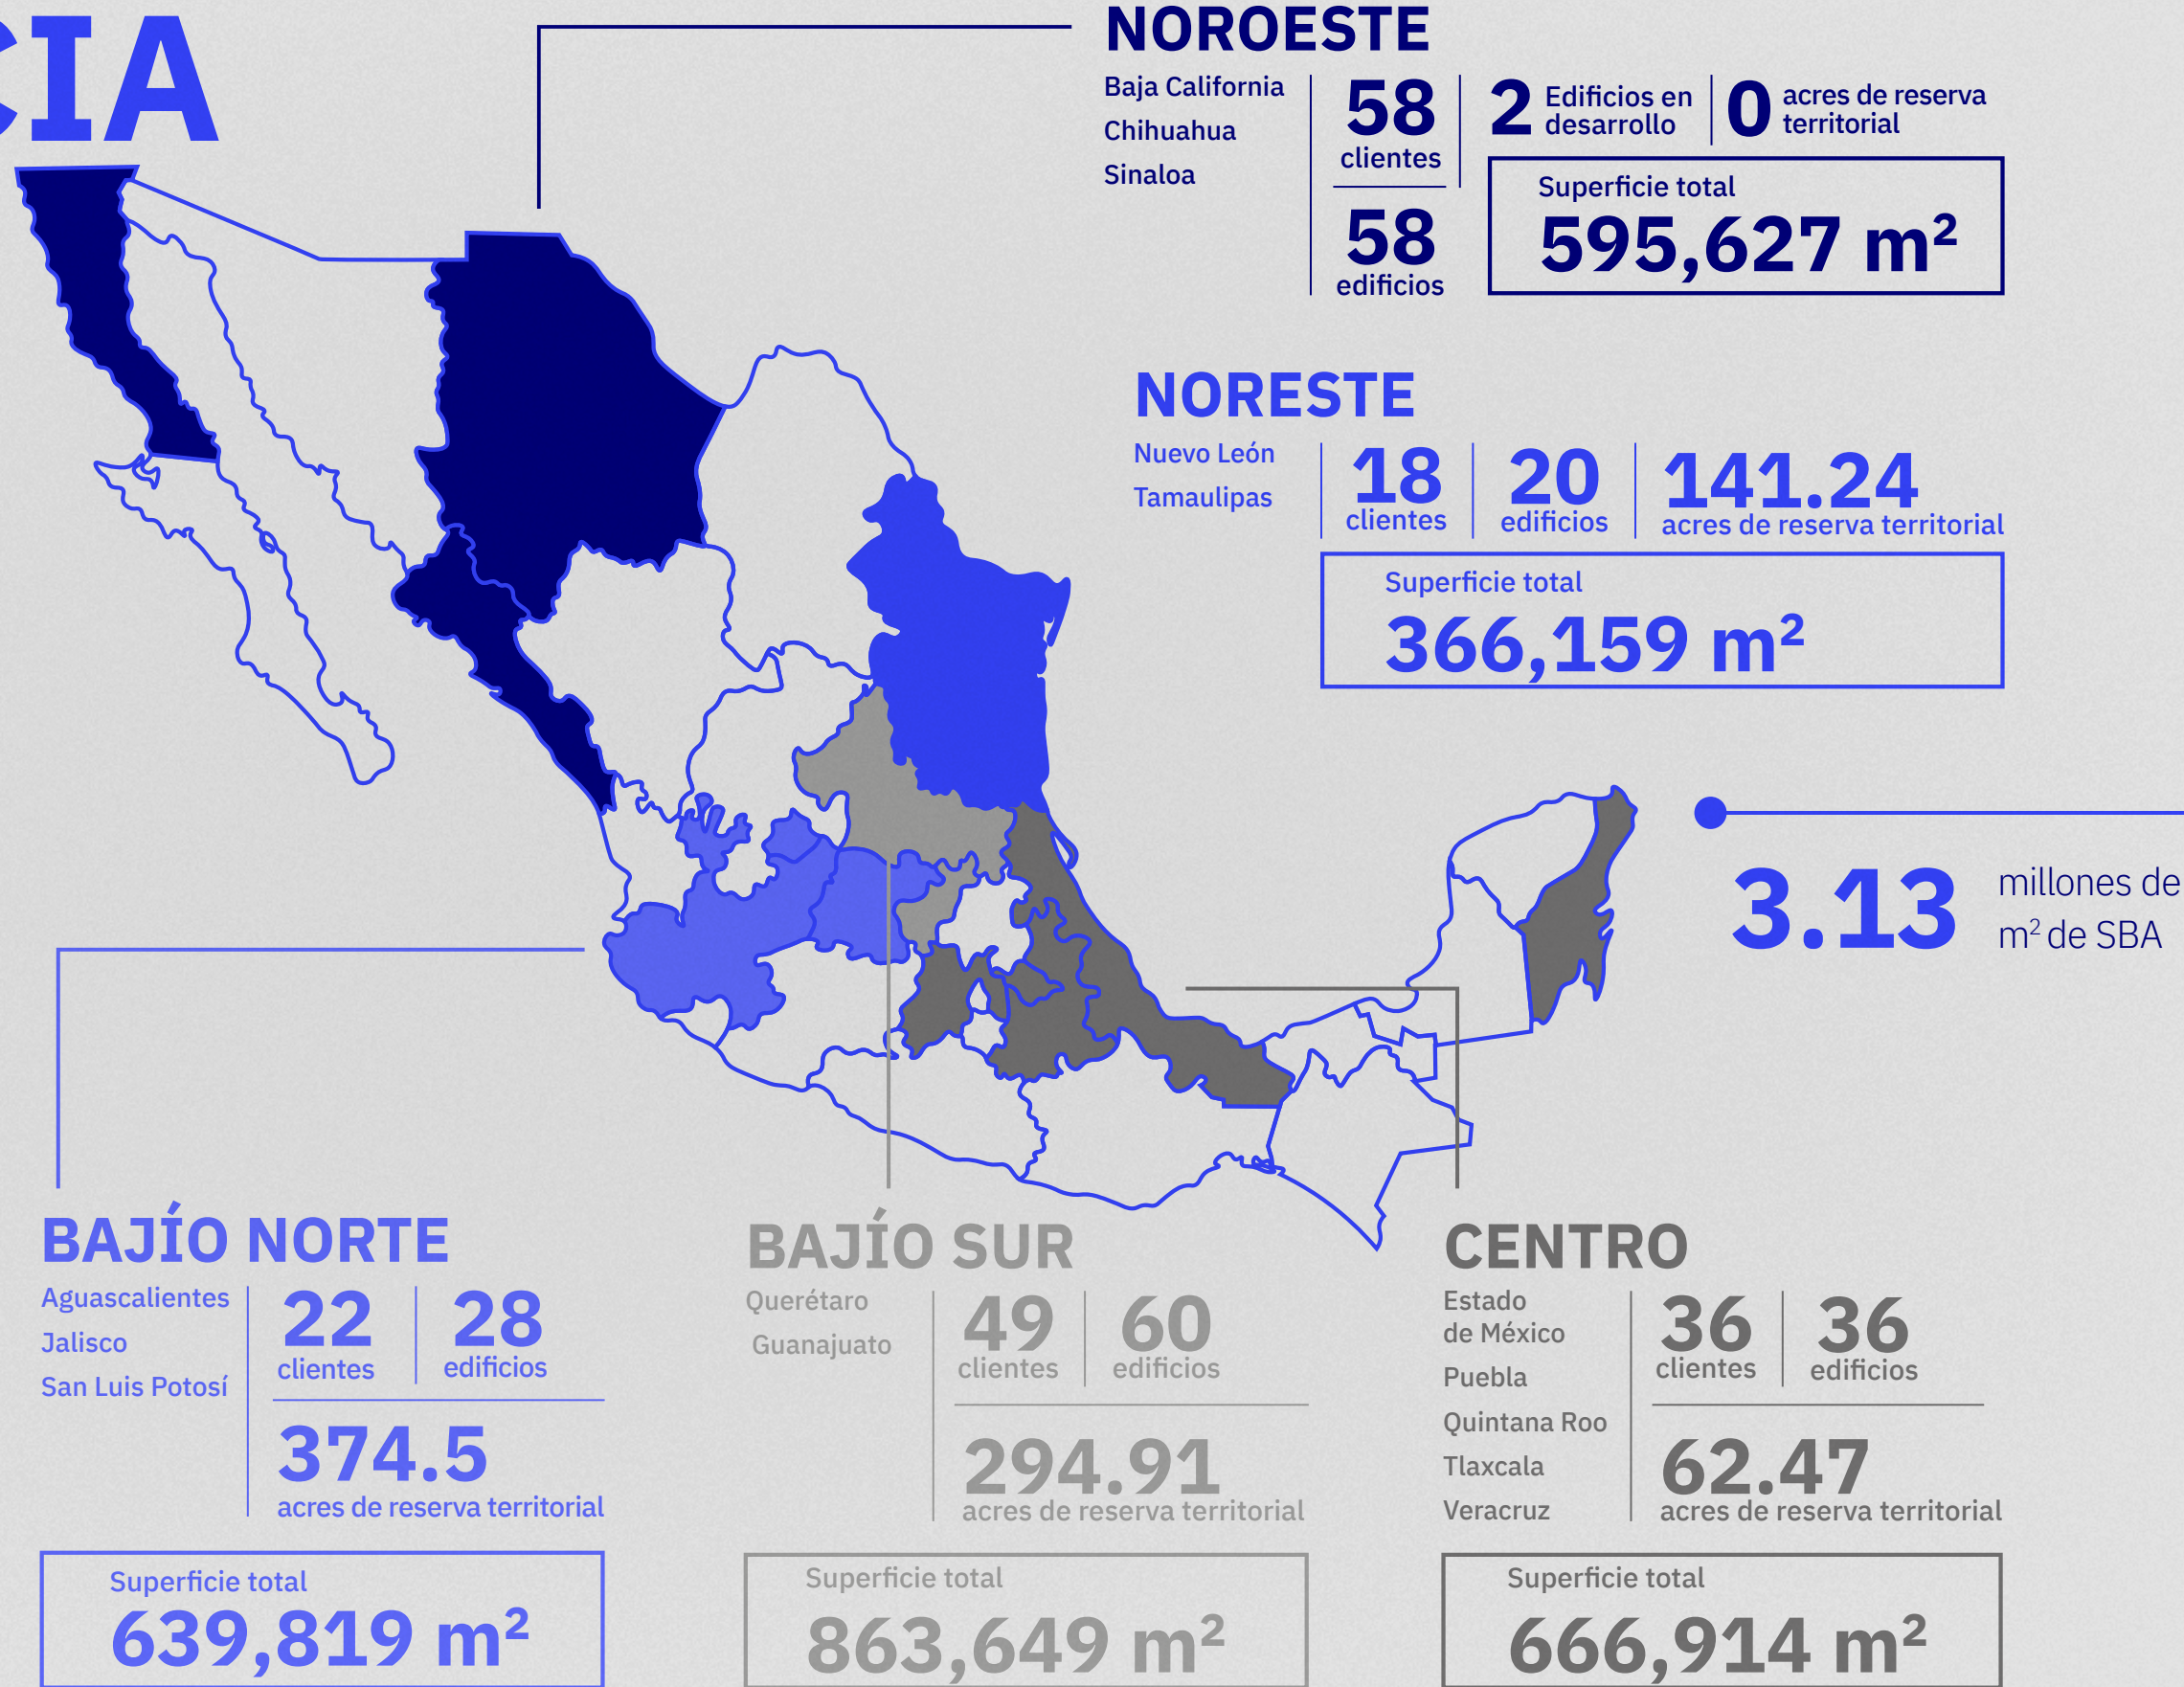 CIA
NOROESTE
Baja California
Chihuahua
Sinaloa
58
clientes
58
edificios
2 Edificios en
desarrollo
0 acres de reserva
territorial
Superficie total
595,627 m²
NORESTE
Nuevo León
Tamaulipas
18
clientes
20
edificios
141.24
acres de reserva territorial
Superficie total
366,159 m²
3.13 millones de
m² de SBA
BAJÍO NORTE
Aguascalientes
Jalisco
San Luis Potosí
22
clientes
28
edificios
374.5
acres de reserva territorial
Superficie total
639,819 m²
BAJÍO SUR
Querétaro
Guanajuato
49
clientes
60
edificios
294.91
acres de reserva territorial
Superficie total
863,649 m²
CENTRO
Estado
de México
Puebla
Quintana Roo
Tlaxcala
Veracruz
36
clientes
36
edificios
62.47
acres de reserva territorial
Superficie total
666,914 m²